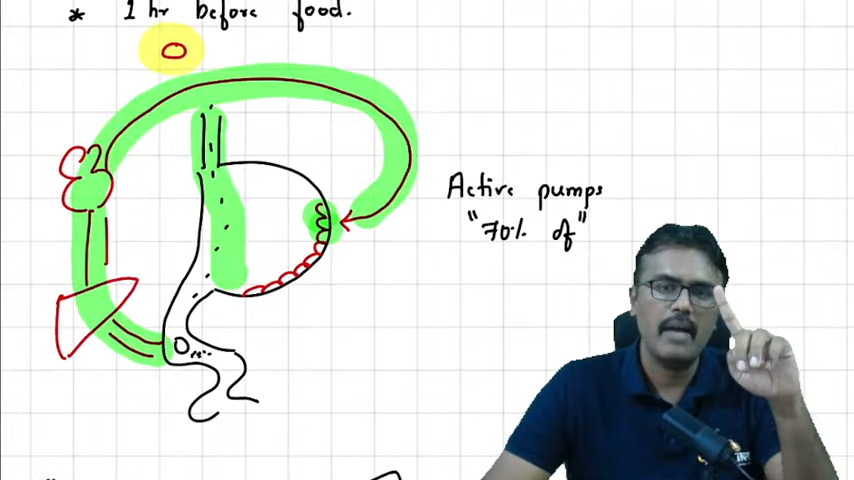 * 1 hr before food.
Active pumps
"70% of"